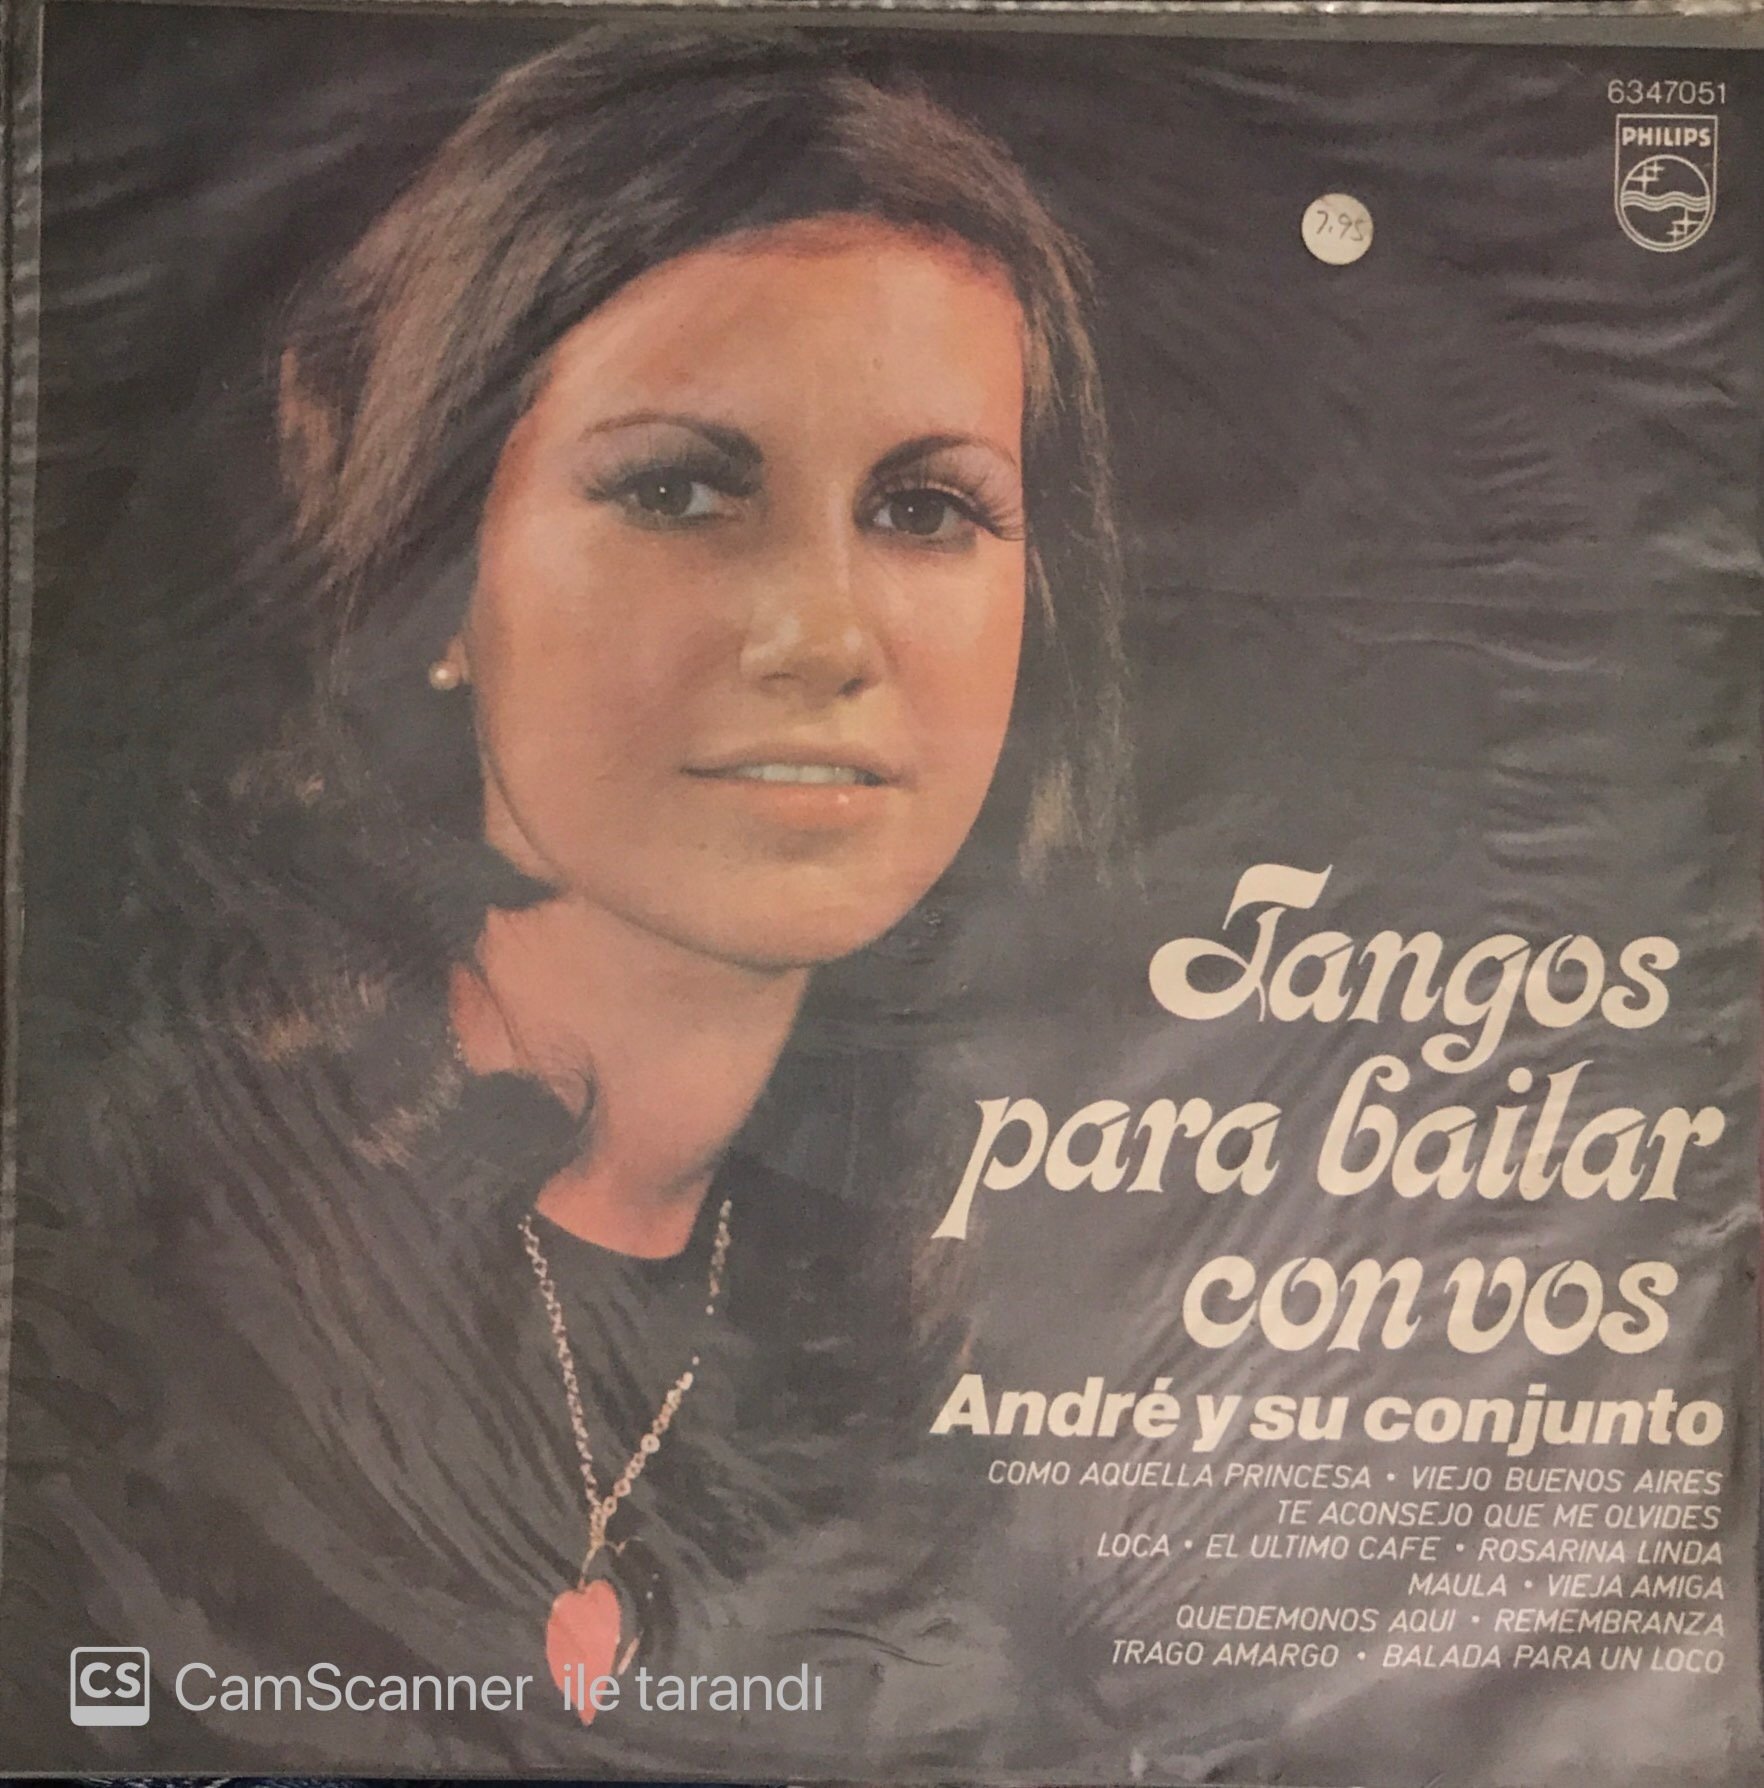 6347051
PHILIPS
7.95
Tangos
para bailar
con vos
André y su conjunto
COMO AQUELLA PRINCESA • VIEJO BUENOS AIRES
TE ACONSEJO QUE ME OLVIDES
LOCA • EL ULTIMO CAFE • ROSARINA LINDA
MAULA • VIEJA AMIGA
QUEDEMONOS AQUI • REMEMBRANZA
TRAGO AMARGO • BALADA PARA UN LOCO
CS CamScanner ile tarandı